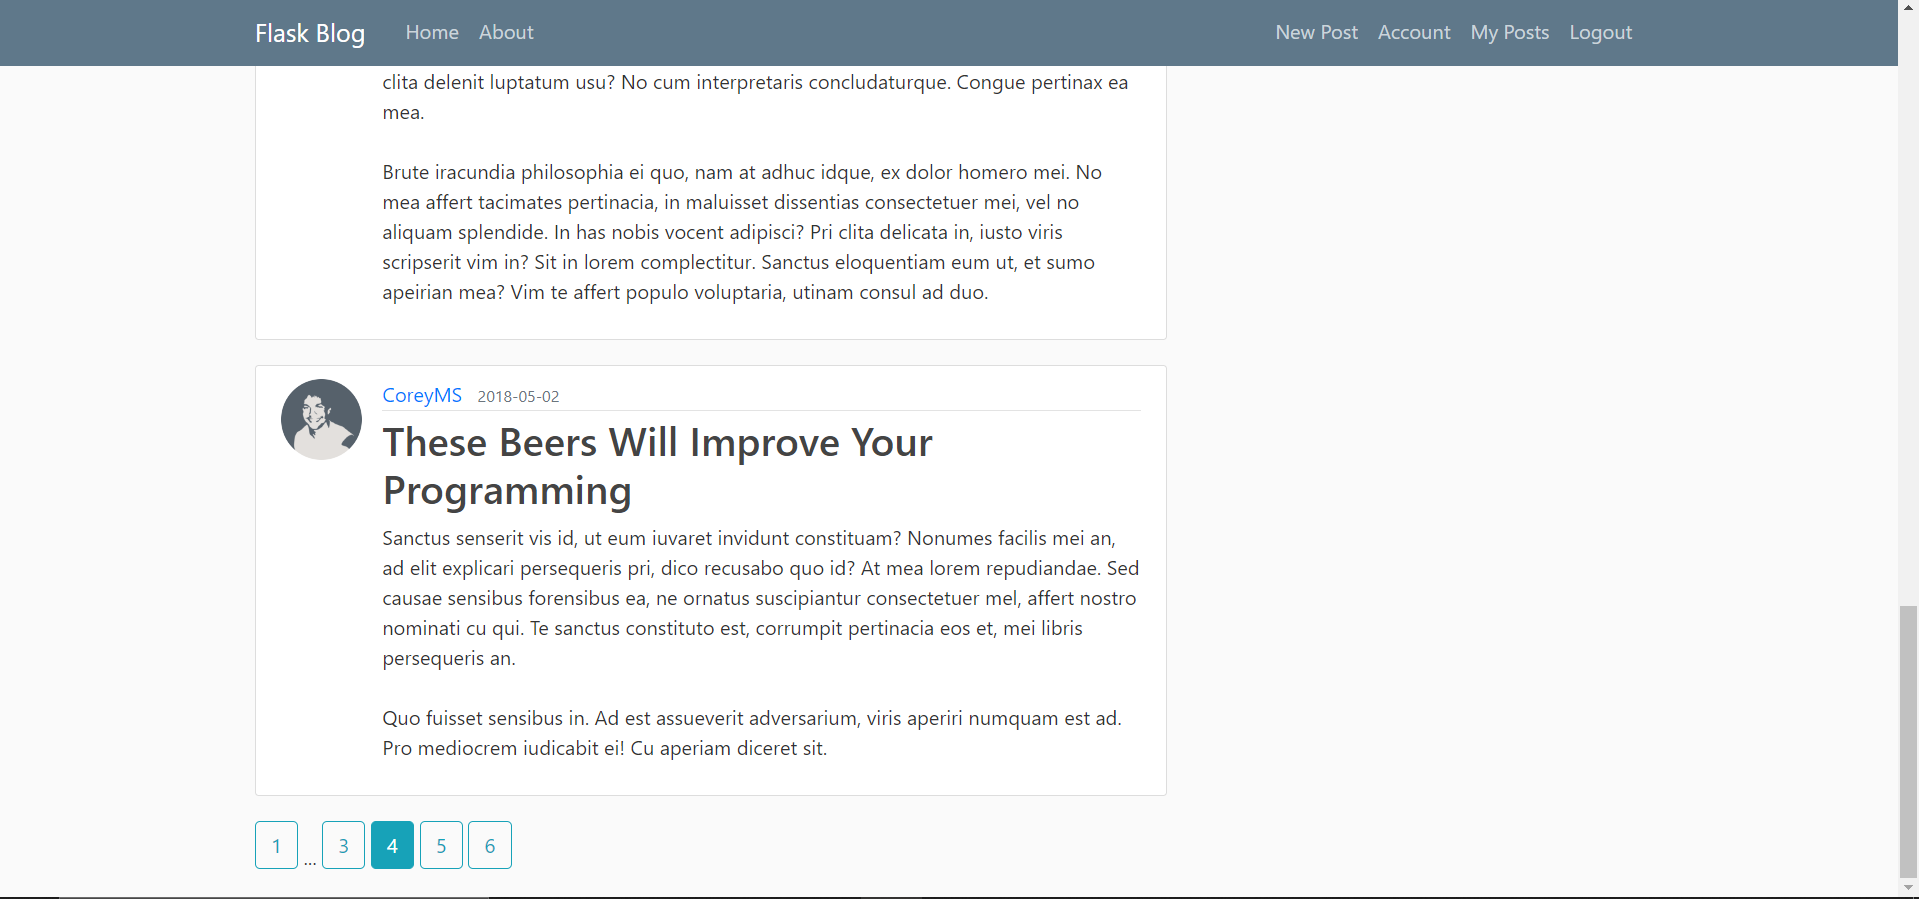 Flask Blog Home About New Post Account My Posts Logout
clita delenit luptatum usu? No cum interpretaris concludaturque. Congue pertinax ea
mea.
Brute iracundia philosophia ei quo, nam at adhuc idque, ex dolor homero mei. No
mea affert tacimates pertinacia, in maluisset dissentias consectetuer mei, vel no
aliquam splendide. In has nobis vocent adipisci? Pri clita delicata in, iusto viris
scripserit vim in? Sit in lorem complectitur. Sanctus eloquentiam eum ut, et sumo
apeirian mea? Vim te affert populo voluptaria, utinam consul ad duo.
CoreyMS 2018-05-02
These Beers Will Improve Your
Programming
Sanctus senserit vis id, ut eum iuvaret invidunt constituam? Nonumes facilis mei an,
ad elit explicari persequeris pri, dico recusabo quo id? At mea lorem repudiandae. Sed
causae sensibus forensibus ea, ne ornatus suscipiantur consectetuer mel, affert nostro
nominati cu qui. Te sanctus constituto est, corrumpit pertinacia eos et, mei libris
persequeris an.
Quo fuisset sensibus in. Ad est assueverit adversarium, viris aperiri numquam est ad.
Pro mediocrem iudicabit ei! Cu aperiam diceret sit.
1 ... 3 4 5 6